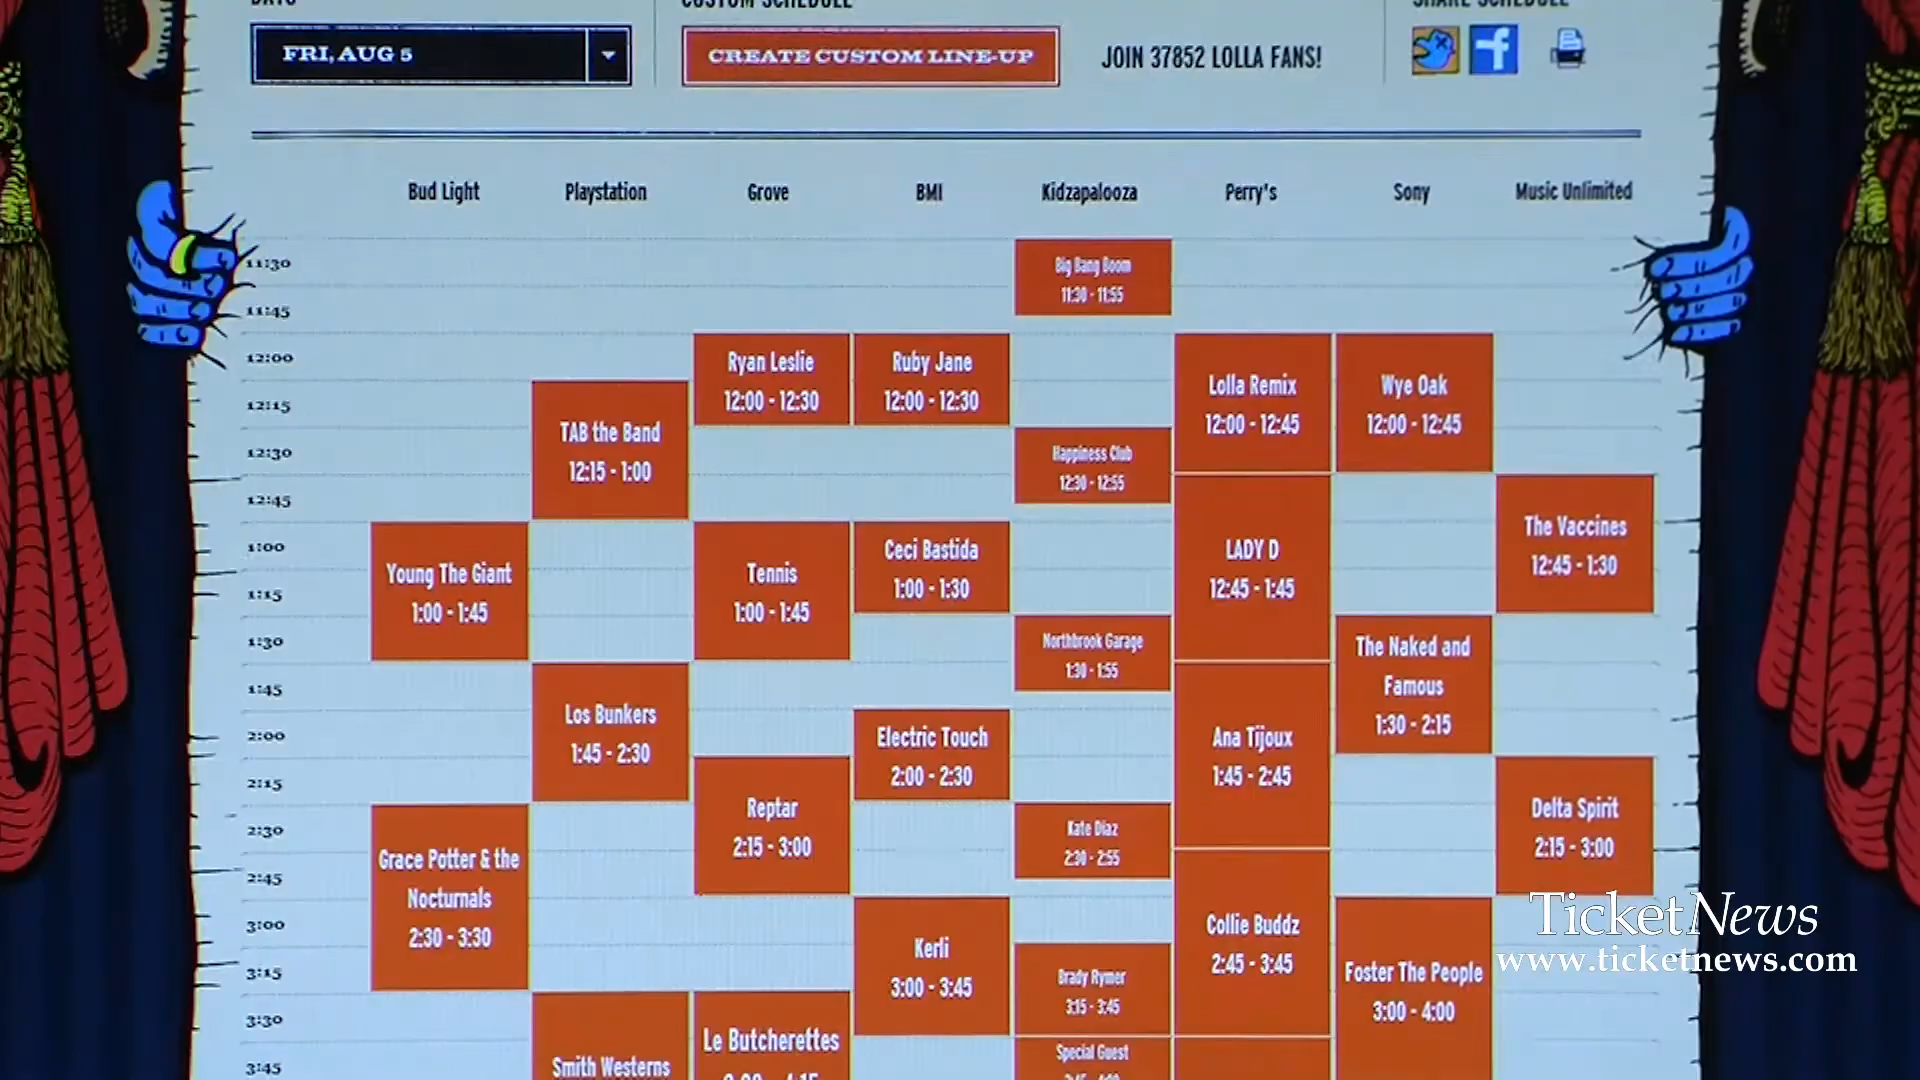 FRI, AUG 5
CREATE CUSTOM LINE-UP
JOIN 37852 LOLLA FANS!
Bud Light
Playstation
Grove
BMI
Kidzapalooza
Perry's
Sony
Music Unlimited
11:30
Big Bang Boom
11:30 - 11:55
11:45
12:00
Ryan Leslie
12:00 - 12:30
Ruby Jane
12:00 - 12:30
Lolla Remix
12:00 - 12:45
Wye Oak
12:00 - 12:45
12:15
TAB the Band
12:15 - 1:00
12:30
Happiness Club
12:30 - 12:55
12:45
LADY D
12:45 - 1:45
The Vaccines
12:45 - 1:30
1:00
Young The Giant
1:00 - 1:45
Tennis
1:00 - 1:45
Ceci Bastida
1:00 - 1:30
1:15
1:30
Northbrook Garage
1:30 - 1:55
The Naked and
Famous
1:30 - 2:15
1:45
Los Bunkers
1:45 - 2:30
Ana Tijoux
1:45 - 2:45
2:00
Electric Touch
2:00 - 2:30
2:15
Reptar
2:15 - 3:00
Delta Spirit
2:15 - 3:00
2:30
Grace Potter & the
Nocturnals
2:30 - 3:30
Kate Diaz
2:30 - 2:55
2:45
Collie Buddz
2:45 - 3:45
3:00
Kerli
3:00 - 3:45
Foster The People
3:00 - 4:00
3:15
Brady Rymer
3:15 - 3:45
3:30
Smith Westerns
Le Butcherettes
3:45
Special Guest
TicketNews
www.ticketnews.com